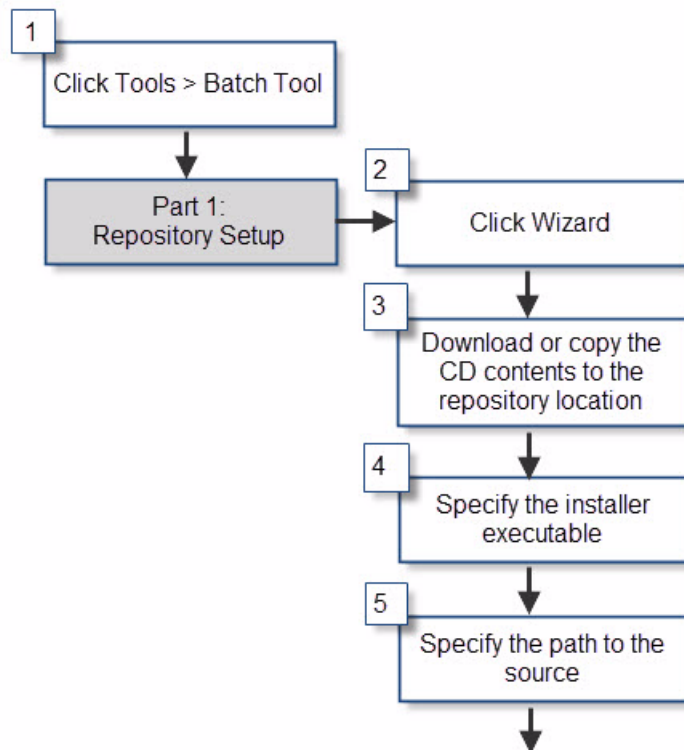 1
Click Tools > Batch Tool
Part 1:
Repository Setup
2
Click Wizard
3
Download or copy the
CD contents to the
repository location
4
Specify the installer
executable
5
Specify the path to the
source